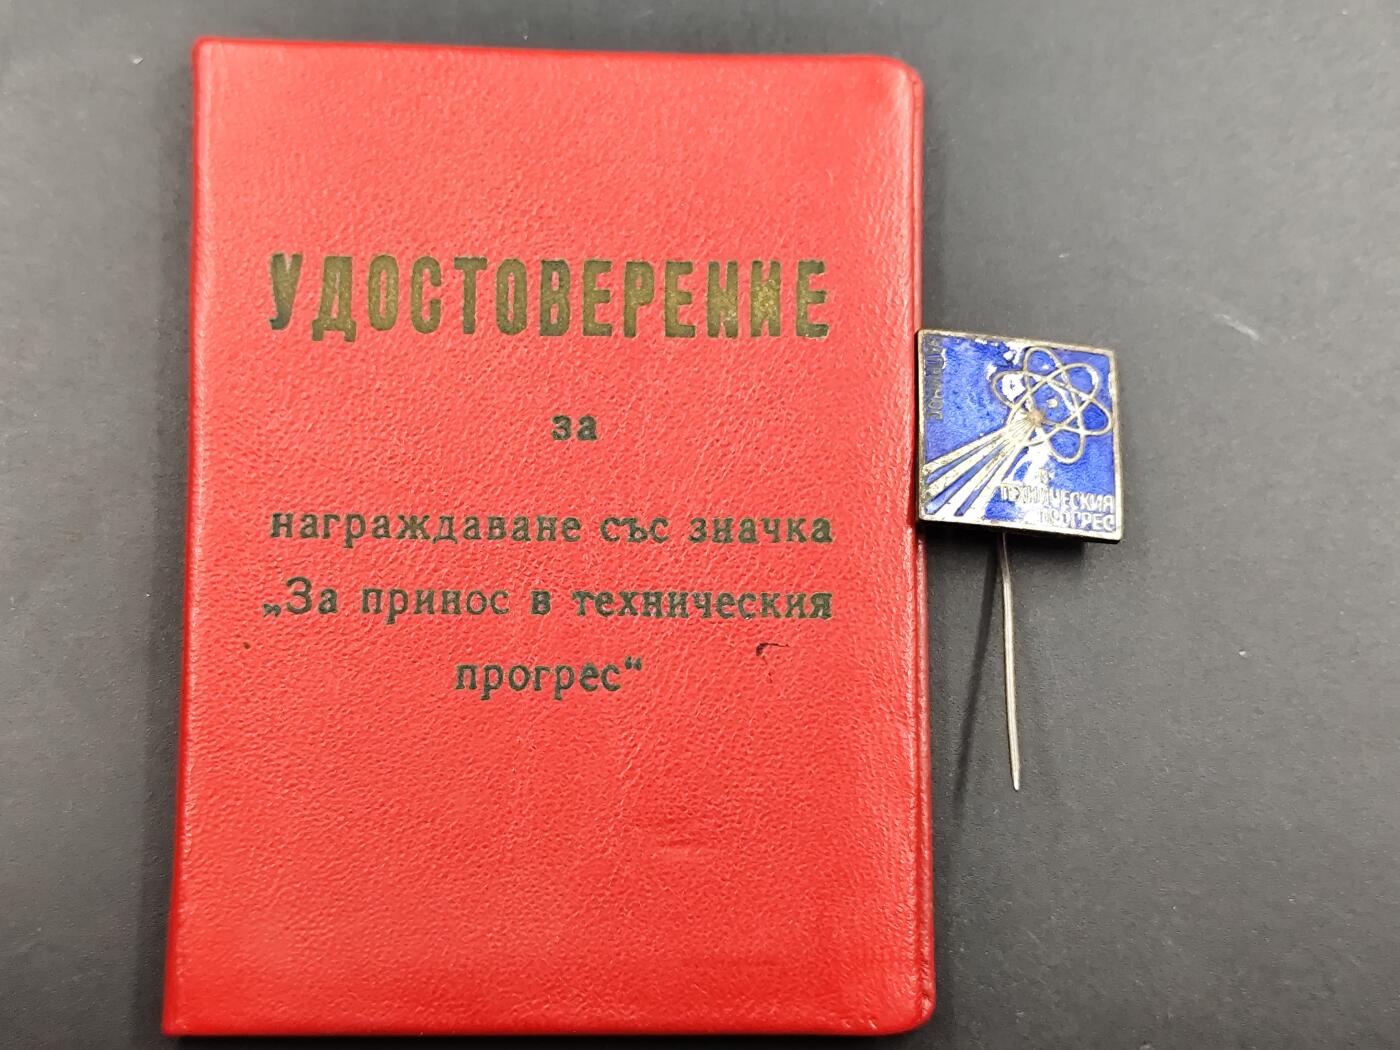 УДОСТОВЕРЕНИЕ
за
награждаване със значка
„За принос в техническия
прогрес“
ТЕХНИЧЕСКИЯ
ПРОГРЕС